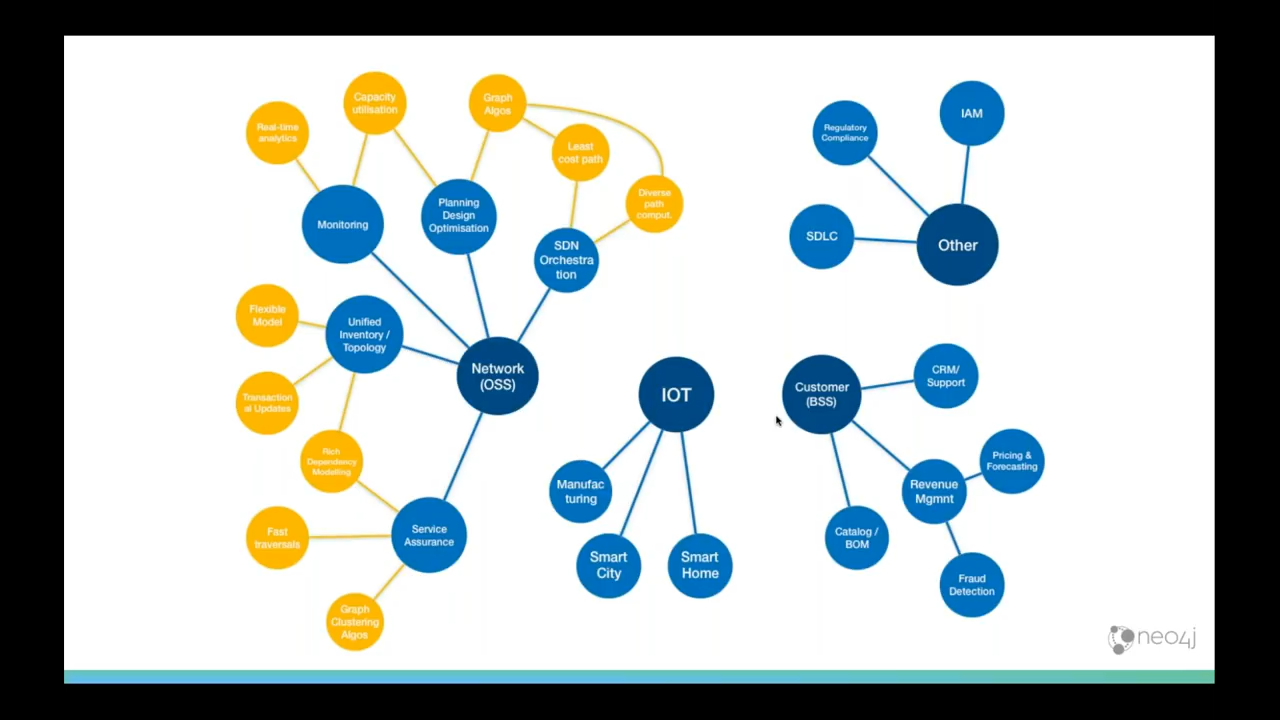 Capacity
utilisation
Graph
Algos
Real-time
analytics
Least
cost path
Diverse
path
comput.
Monitoring
Planning
Design
Optimisation
SDN
Orchestra
tion
Flexible
Model
Unified
Inventory /
Topology
Transaction
al Updates
Network
(OSS)
Rich
Dependency
Modelling
Fast
traversals
Service
Assurance
Graph
Clustering
Algos
IOT
Manufac
turing
Smart
City
Smart
Home
Regulatory
Compliance
IAM
SDLC
Other
Customer
(BSS)
CRM/
Support
Pricing &
Forecasting
Revenue
Mgmnt
Catalog /
BOM
Fraud
Detection
neo4j